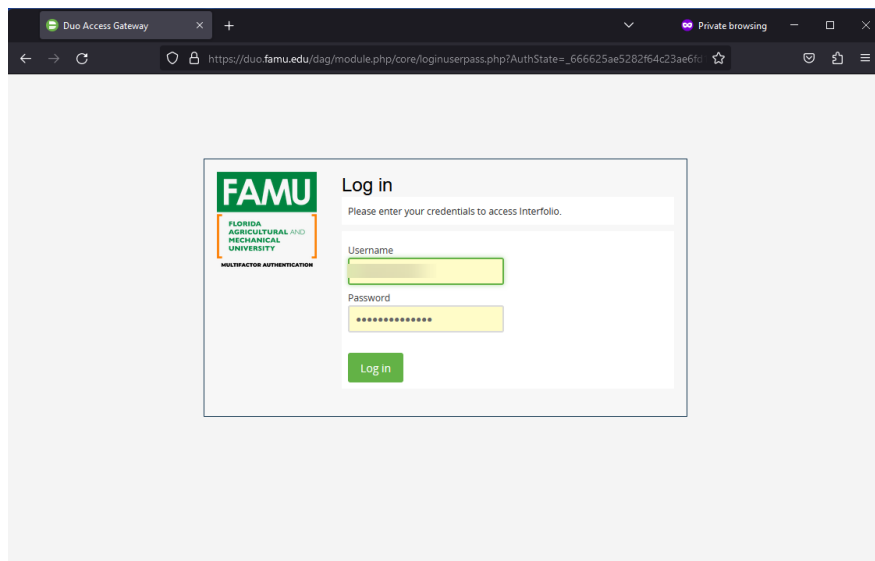 Duo Access Gateway
Private browsing
https://duo.famu.edu/dag/module.php/core/loginuserpass.php?AuthState=_666625ae5282f64c23ae6fd
FAMU
FLORIDA
AGRICULTURAL AND
MECHANICAL
UNIVERSITY
MULTIFACTOR AUTHENTICATION
Log in
Please enter your credentials to access Interfolio.
Username
Password
Log in